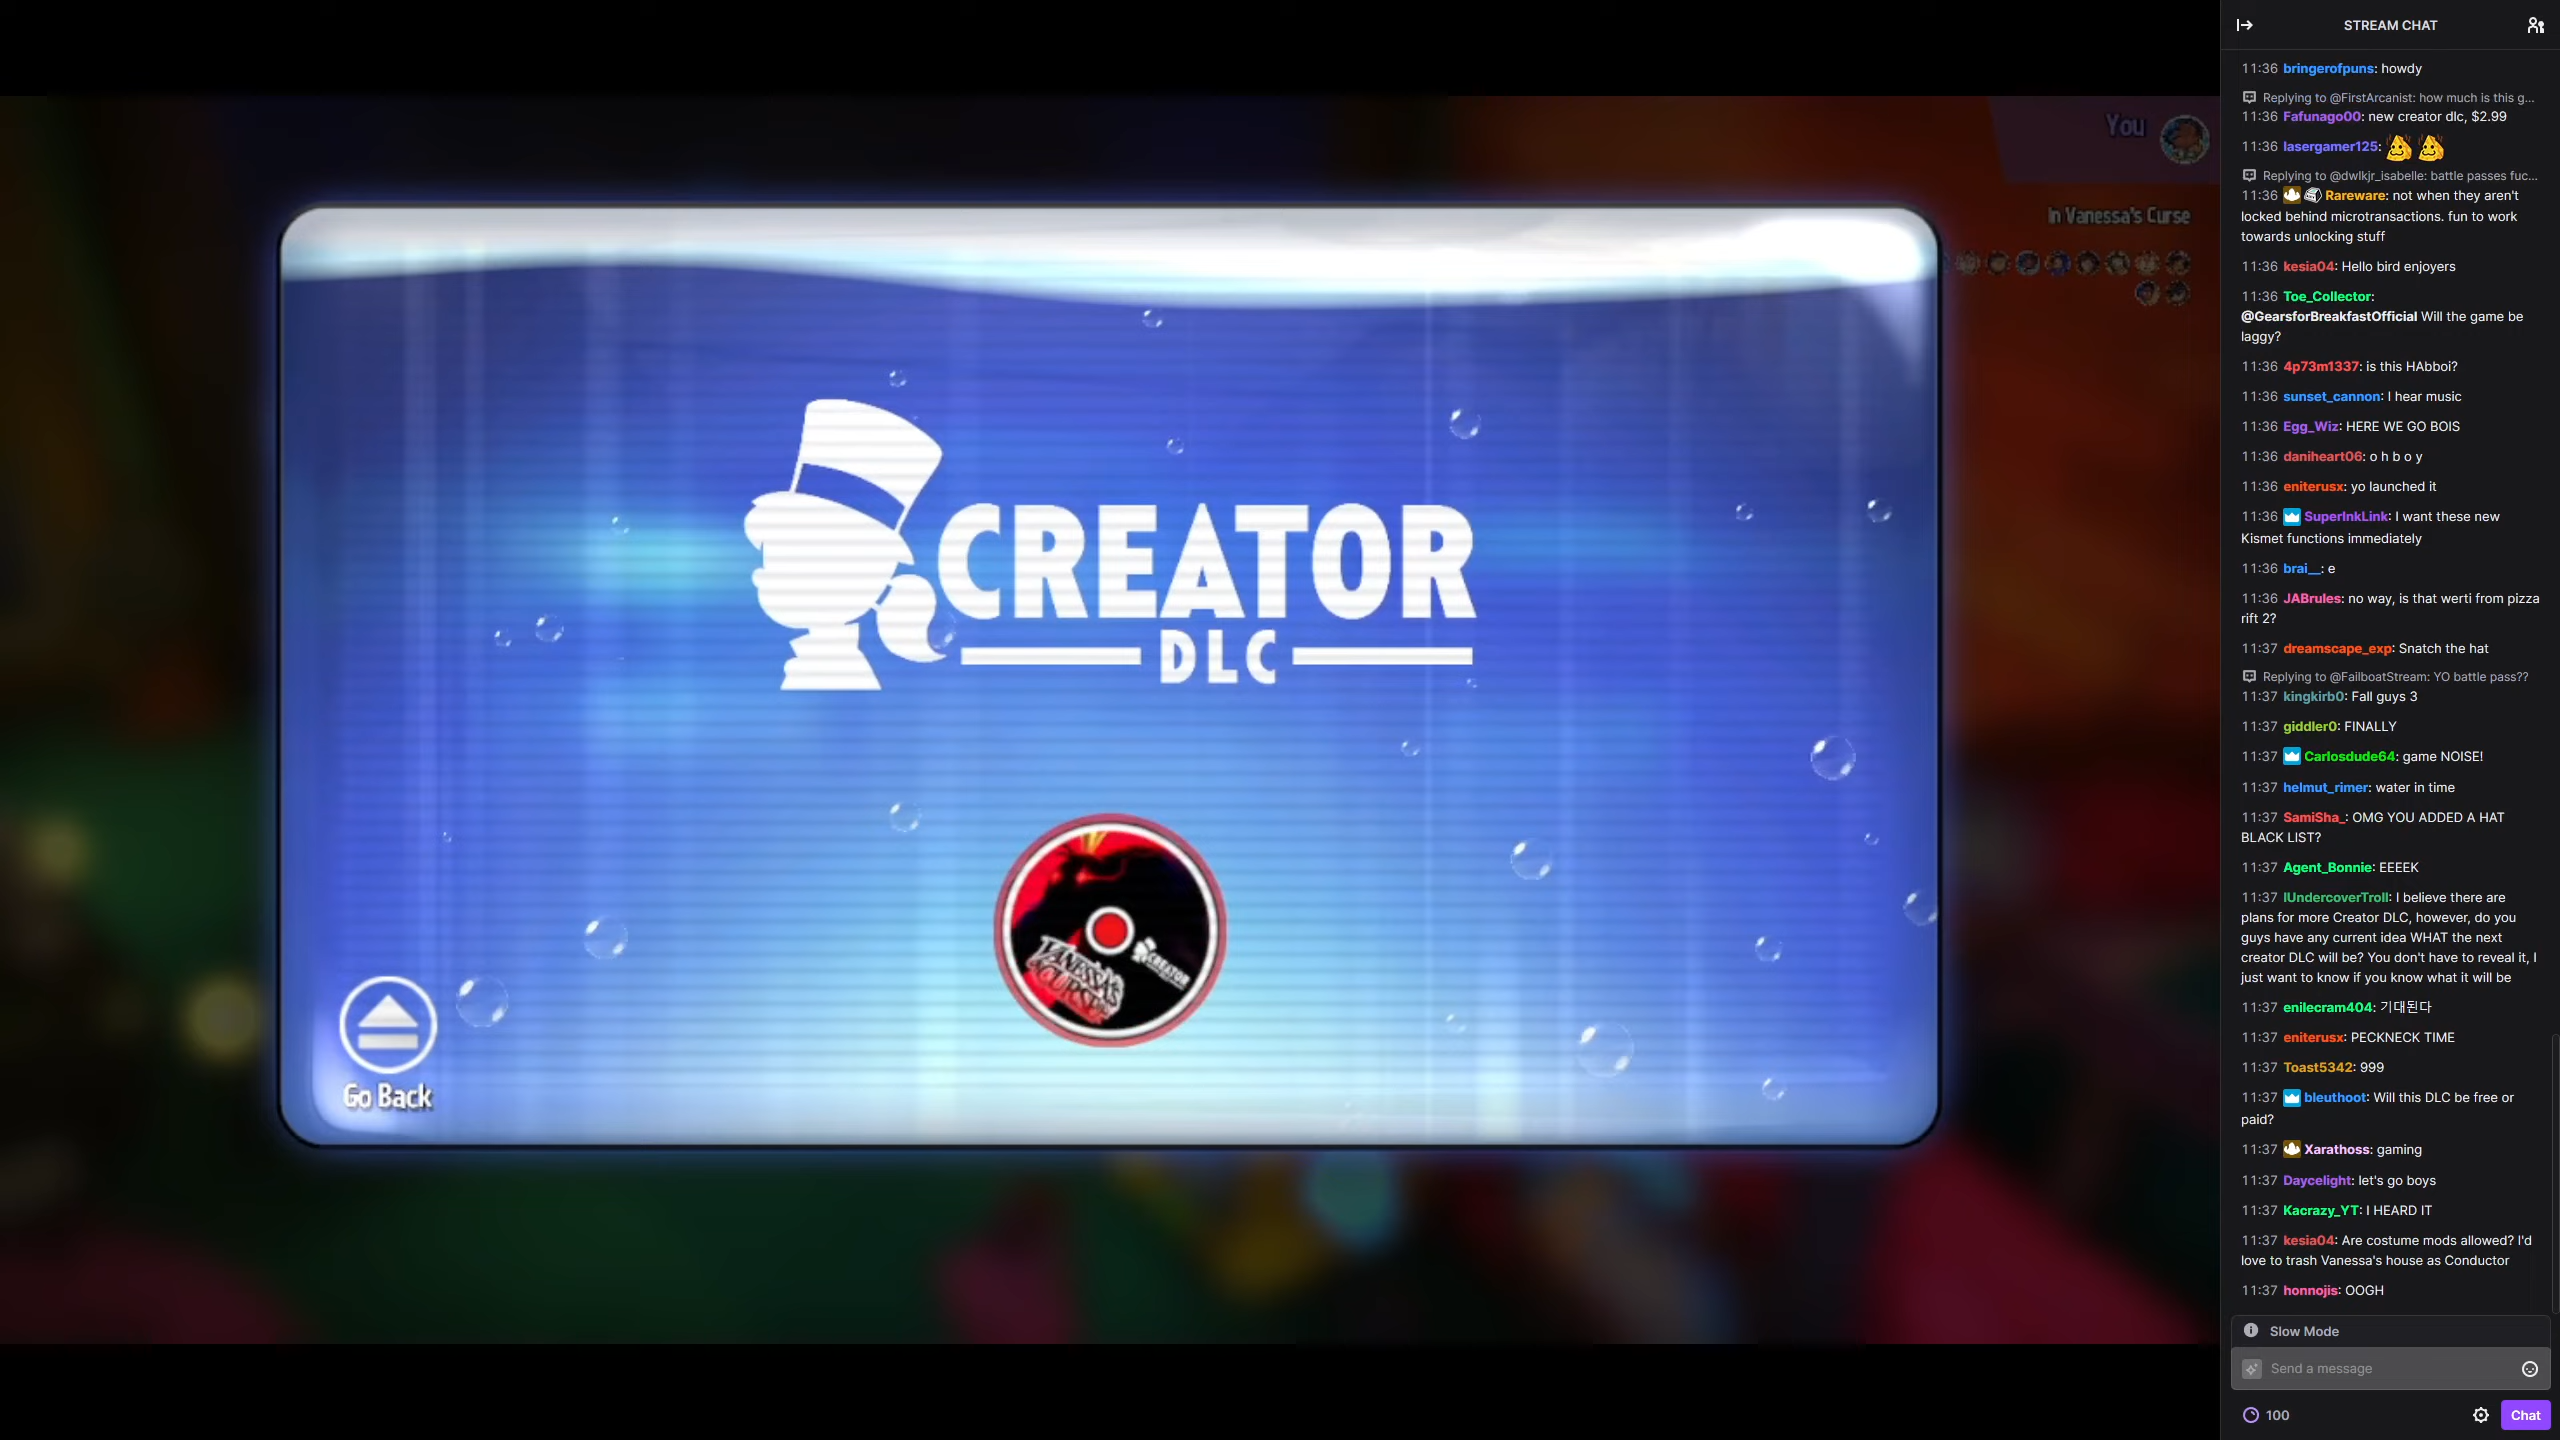 You
In Vanessa's Curse
CREATOR
DLC
VANESSA'S
CURSE
CREATOR
Go Back
STREAM CHAT
11:36 bringerofpuns: howdy
Replying to @FirstArcanist: how much is this g...
11:36 Fafunago00: new creator dlc, $2.99
11:36 lasergamer125:
Replying to @dwlkjr_isabelle: battle passes fuc...
11:36 Rareware: not when they aren't
locked behind microtransactions. fun to work
towards unlocking stuff
11:36 kesia04: Hello bird enjoyers
11:36 Toe_Collector:
@GearsforBreakfastOfficial Will the game be
laggy?
11:36 4p73m1337: is this HAbboi?
11:36 sunset_cannon: I hear music
11:36 Egg_Wiz: HERE WE GO BOIS
11:36 daniheart06: o h b o y
11:36 eniterusx: yo launched it
11:36 SuperInkLink: I want these new
Kismet functions immediately
11:36 brai__: e
11:36 JABrules: no way, is that werti from pizza
rift 2?
11:37 dreamscape_exp: Snatch the hat
Replying to @FailboatStream: YO battle pass??
11:37 kingkirb0: Fall guys 3
11:37 giddler0: FINALLY
11:37 Carlosdude64: game NOISE!
11:37 helmut_rimer: water in time
11:37 SamiSha_: OMG YOU ADDED A HAT
BLACK LIST?
11:37 Agent_Bonnie: EEEEK
11:37 IUndercoverTroll: I believe there are
plans for more Creator DLC, however, do you
guys have any current idea WHAT the next
creator DLC will be? You don't have to reveal it, I
just want to know if you know what it will be
11:37 enilecram404: 기대된다
11:37 eniterusx: PECKNECK TIME
11:37 Toast5342: 999
11:37 bleuthoot: Will this DLC be free or
paid?
11:37 Xarathoss: gaming
11:37 Daycelight: let's go boys
11:37 Kacrazy_YT: I HEARD IT
11:37 kesia04: Are costume mods allowed? I'd
love to trash Vanessa's house as Conductor
11:37 honnojis: OOGH
Slow Mode
Send a message
100
Chat